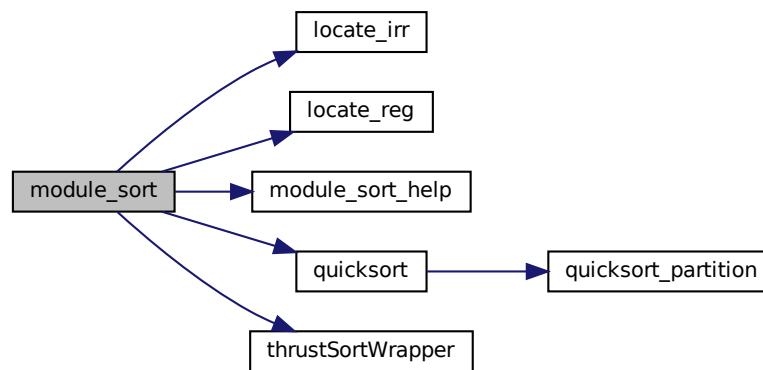 locate_irr
locate_reg
module_sort
module_sort_help
quicksort
quicksort_partition
thrustSortWrapper